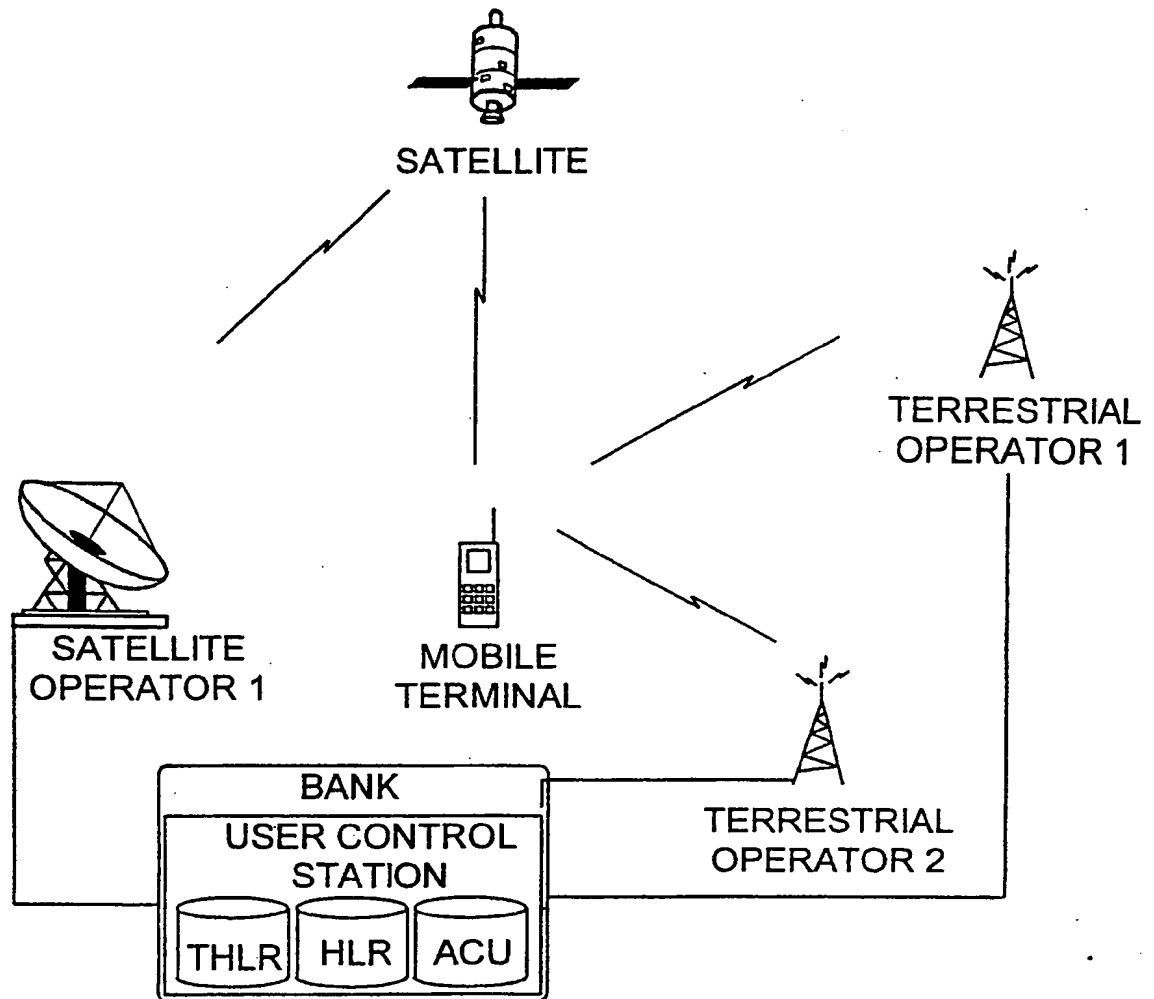 SATELLITE
TERRESTRIAL
OPERATOR 1
SATELLITE
OPERATOR 1
MOBILE
TERMINAL
BANK
USER CONTROL
STATION
THLR
HLR
ACU
TERRESTRIAL
OPERATOR 2